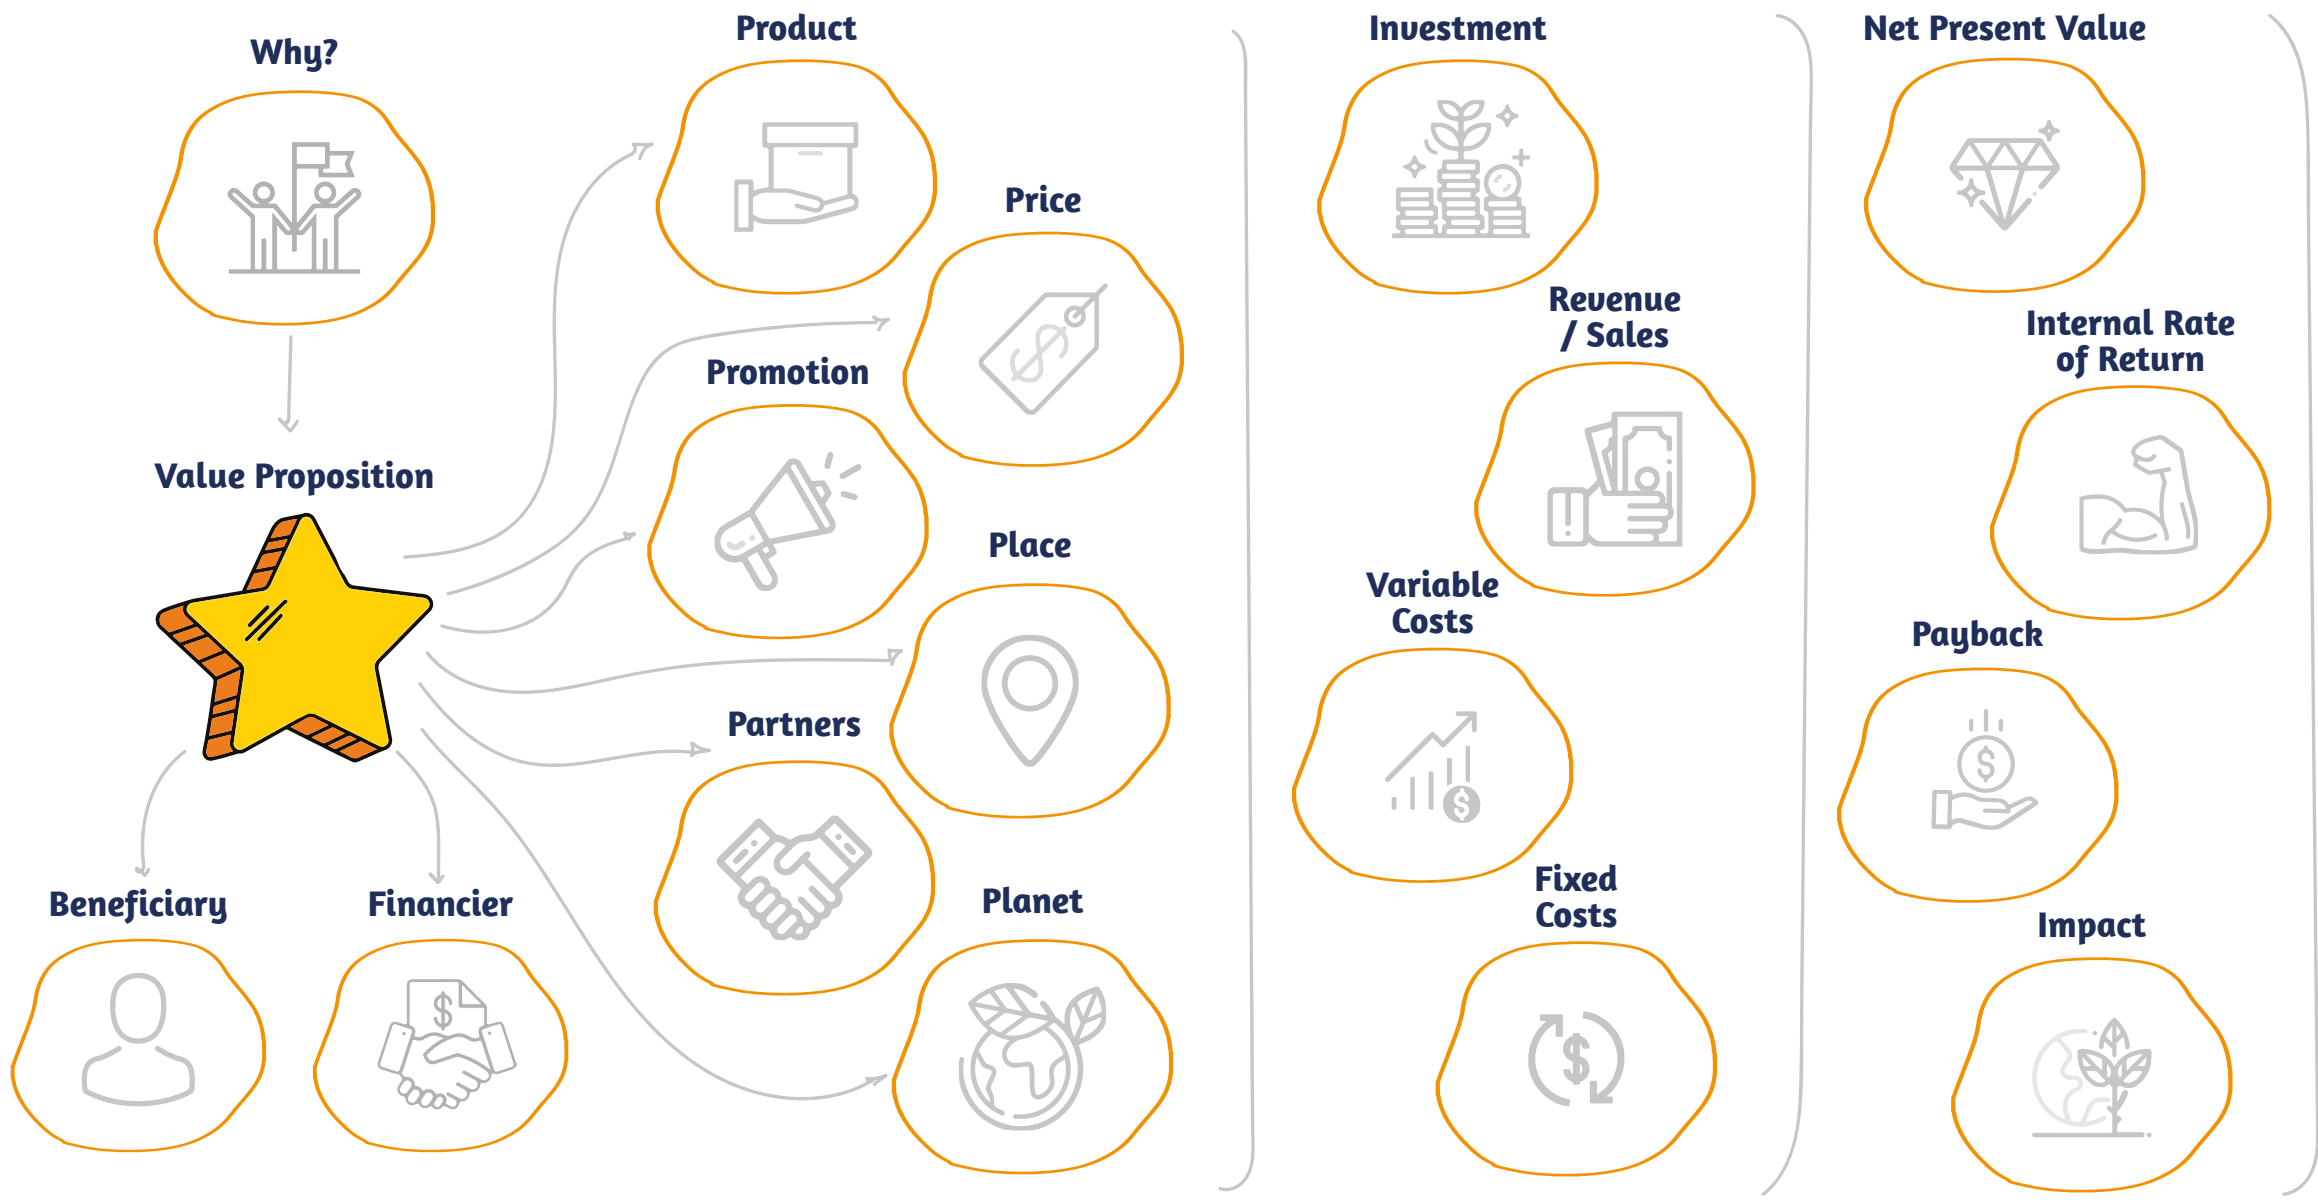 Why?
Value Proposition
Beneficiary
Financier
Product
Price
Promotion
Place
Partners
Planet
Investment
Revenue
/ Sales
Variable
Costs
Fixed
Costs
Net Present Value
Internal Rate
of Return
Payback
Impact